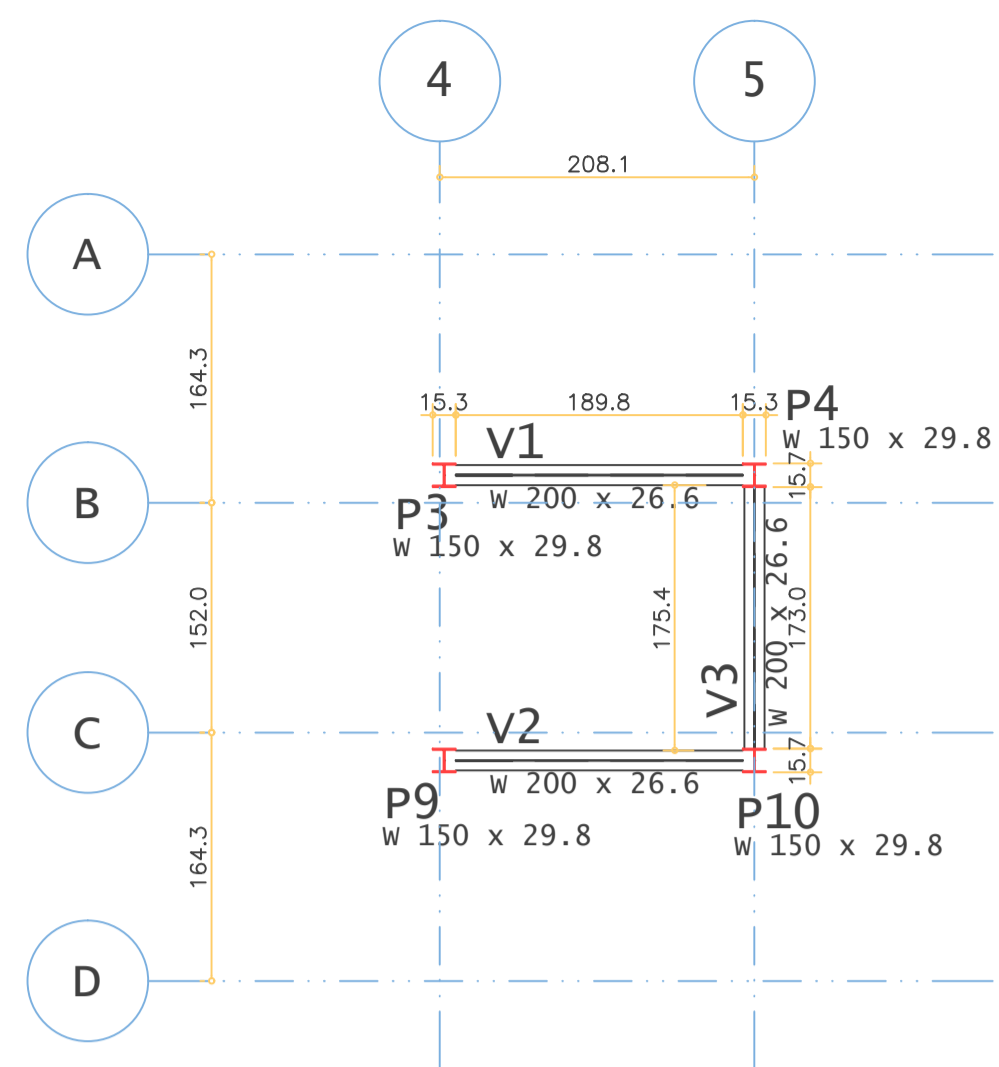 4
5
208.1
A
164.3
15.3
189.8
15.3
P4
W 150 x 29.8
V1
15.7
B
W 200 x 26.6
P3
W 150 x 29.8
W 200 x 26.6
152.0
175.4
173.0
V3
C
V2
15.7
W 200 x 26.6
P9
W 150 x 29.8
P10
W 150 x 29.8
164.3
D